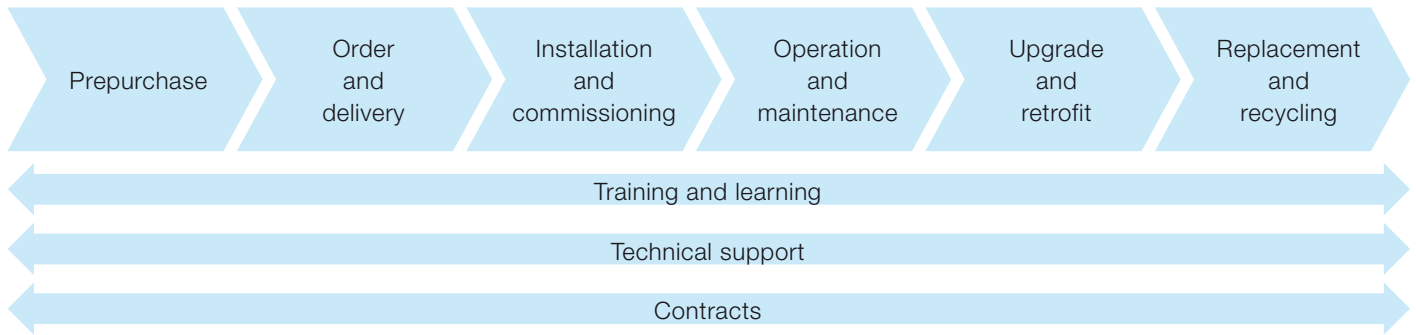 Prepurchase
Order
and
delivery
Installation
and
commissioning
Operation
and
maintenance
Upgrade
and
retrofit
Replacement
and
recycling
Training and learning
Technical support
Contracts